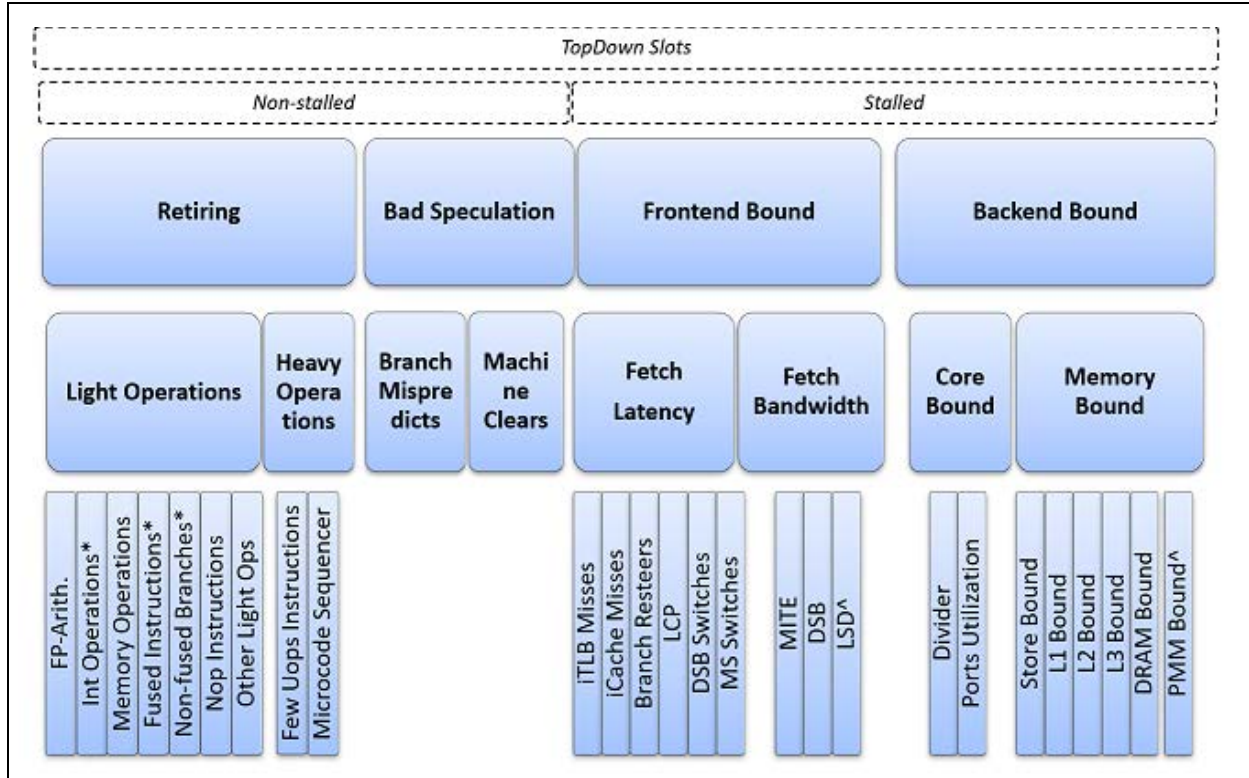 TopDown Slots
Non-stalled
Stalled
Retiring
Bad Speculation
Frontend Bound
Backend Bound
Light Operations
Heavy
Opera
tions
Branch
Mispre
dicts
Machi
ne
Clears
Fetch
Latency
Fetch
Bandwidth
Core
Bound
Memory
Bound
FP-Arith.
Int Operations*
Memory Operations
Fused Instructions*
Non-fused Branches*
Nop Instructions
Other Light Ops
Few Uops Instructions
Microcode Sequencer
iTLB Misses
iCache Misses
Branch Resteers
LCP
DSB Switches
MS Switches
MITE
DSB
LSD^
Divider
Ports Utilization
Store Bound
L1 Bound
L2 Bound
L3 Bound
DRAM Bound
PMM Bound^